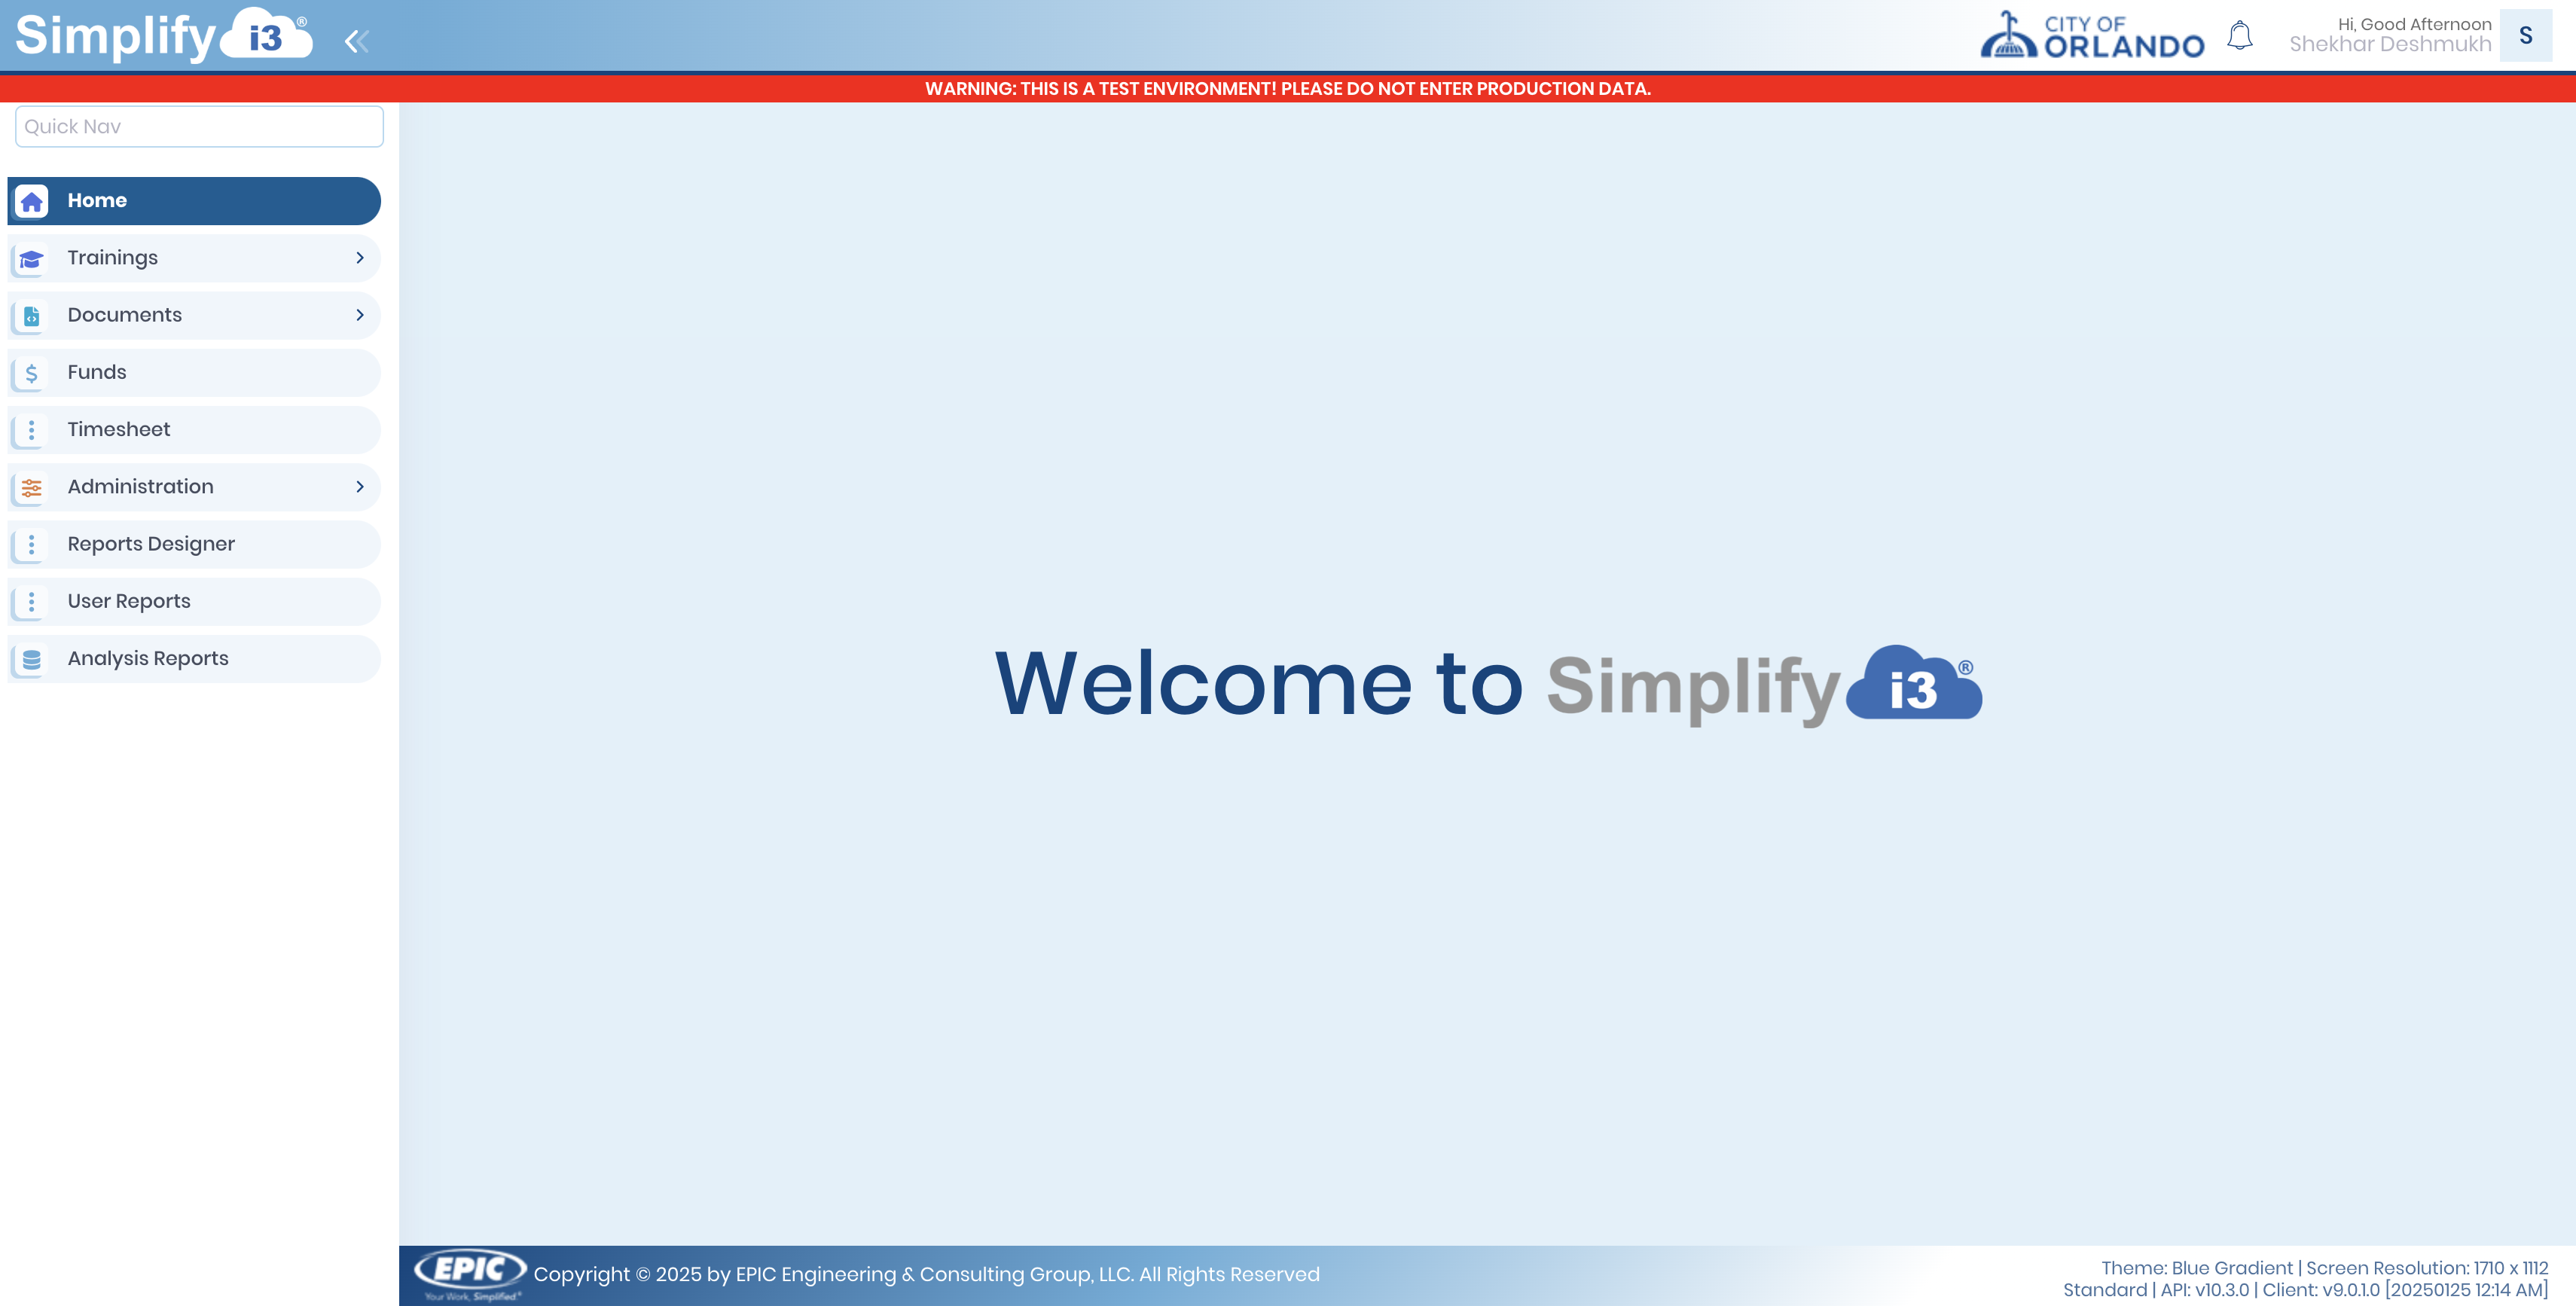 Simplify i3®
CITY OF
ORLANDO
Hi, Good Afternoon
Shekhar Deshmukh
S
WARNING: THIS IS A TEST ENVIRONMENT! PLEASE DO NOT ENTER PRODUCTION DATA.
Quick Nav
Home
Trainings
Documents
Funds
Timesheet
Administration
Reports Designer
User Reports
Analysis Reports
Welcome to Simplify i3®
EPIC
Your Work, Simplified®
Copyright © 2025 by EPIC Engineering & Consulting Group, LLC. All Rights Reserved
Theme: Blue Gradient | Screen Resolution: 1710 x 1112
Standard | API: v10.3.0 | Client: v9.0.1.0 [20250125 12:14 AM]